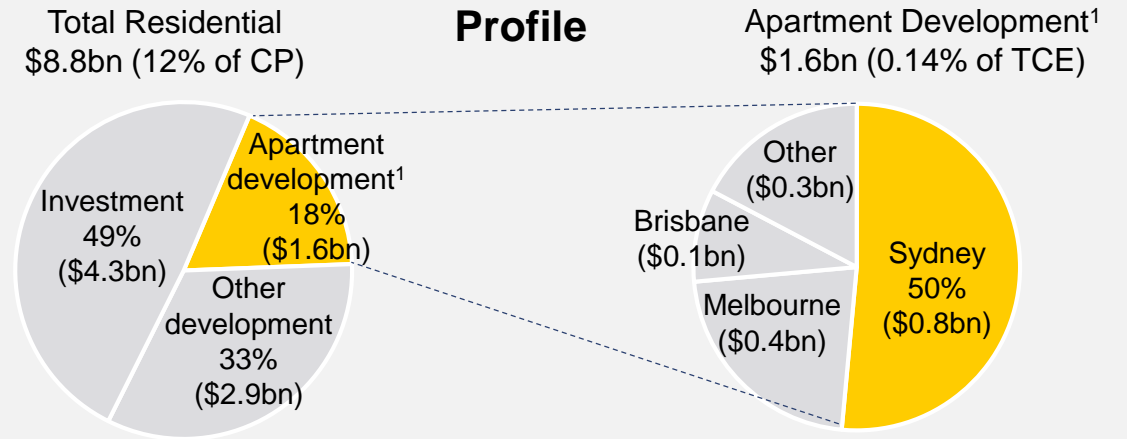 Profile
Total Residential
$8.8bn (12% of CP)
Investment
49%
($4.3bn)
Apartment
development¹
18%
($1.6bn)
Other
development
33%
($2.9bn)
Apartment Development¹
$1.6bn (0.14% of TCE)
Other
($0.3bn)
Brisbane
($0.1bn)
Melbourne
($0.4bn)
Sydney
50%
($0.8bn)